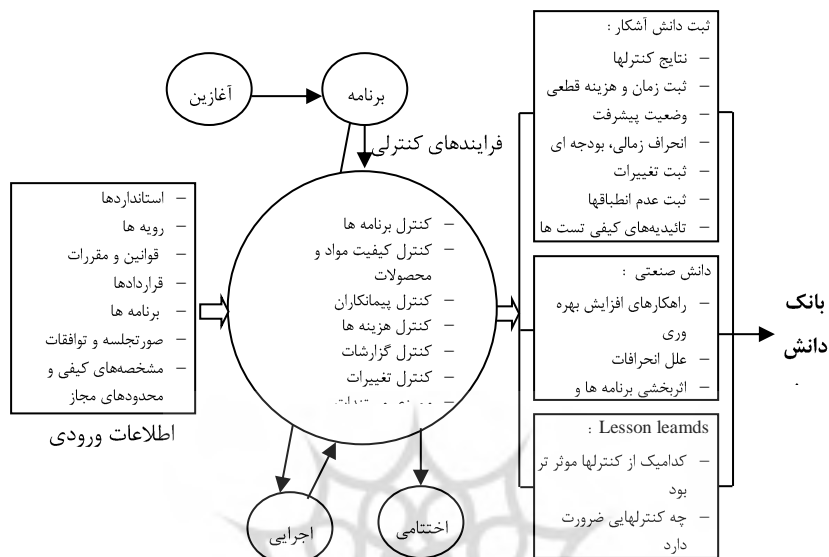 آغازین
برنامه
فرایندهای کنترلی
ثبت دانش آشکار :
– نتایج کنترلها
– ثبت زمان و هزینه قطعی
– وضعیت پیشرفت
– انحراف زمالی، بودجه ای
– ثبت تغییرات
– ثبت عدم انطباقها
– تائیدیه‌های کیفی تست ها
– استانداردها
– رویه ها
– قوانین و مقررات
– قراردادها
– برنامه ها
– صورتجلسه و توافقات
– مشخصه‌های کیفی و
محدودهای مجاز
اطلاعات ورودی
– کنترل برنامه ها
– کنترل کیفیت مواد و
محصولات
– کنترل پیمانکاران
– کنترل هزینه ها
– کنترل گزارشات
– کنترل تغییرات
دانش صنعتی :
– راهکارهای افزایش بهره
وری
– علل انحرافات
– اثربخشی برنامه ها و
بانک
دانش
Lesson leamds :
– کدامیک از کنترلها موثر تر
بود
– چه کنترلهایی ضرورت
دارد
اجرایی
اختتامی